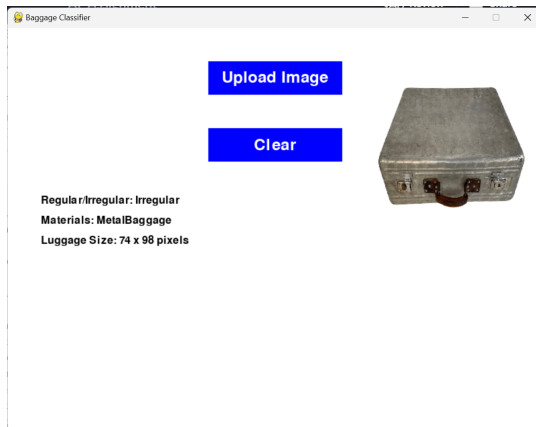 Baggage Classifier
Upload Image
Clear
Regular/Irregular: Irregular
Materials: MetalBaggage
Luggage Size: 74 x 98 pixels